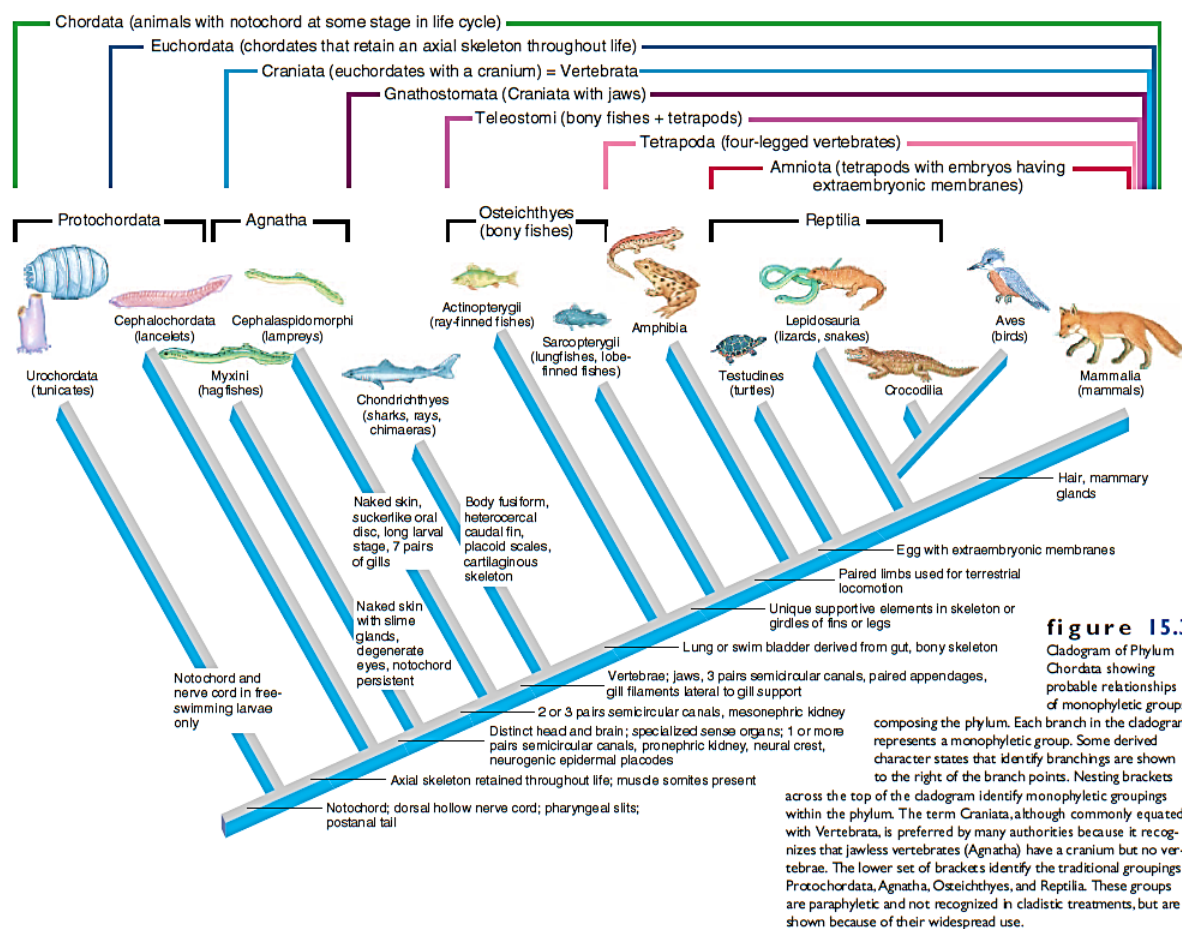 Chordata (animals with notochord at some stage in life cycle)
Euchordata (chordates that retain an axial skeleton throughout life)
Craniata (euchordates with a cranium) = Vertebrata
Gnathostomata (Craniata with jaws)
Teleostomi (bony fishes + tetrapods)
Tetrapoda (four-legged vertebrates)
Amniota (tetrapods with embryos having
extraembryonic membranes)
Protochordata
Agnatha
Osteichthyes
(bony fishes)
Reptilia
Urochordata
(tunicates)
Cephalochordata
(lancelets)
Myxini
(hagfishes)
Cephalaspidomorphi
(lampreys)
Chondrichthyes
(sharks, rays,
chimaeras)
Actinopterygii
(ray-finned fishes)
Sarcopterygii
(lungfishes, lobe-
finned fishes)
Amphibia
Testudines
(turtles)
Lepidosauria
(lizards, snakes)
Crocodilia
Aves
(birds)
Mammalia
(mammals)
Naked skin,
suckerlike oral
disc, long larval
stage, 7 pairs
of gills
Body fusiform,
heterocercal
caudal fin,
placoid scales,
cartilaginous
skeleton
Naked skin
with slime
glands,
degenerate
eyes, notochord
persistent
Notochord and
nerve cord in free-
swimming larvae
only
Hair, mammary
glands
Egg with extraembryonic membranes
Paired limbs used for terrestrial
locomotion
Unique supportive elements in skeleton or
girdles of fins or legs
Lung or swim bladder derived from gut, bony skeleton
Vertebrae; jaws, 3 pairs semicircular canals, paired appendages,
gill filaments lateral to gill support
2 or 3 pairs semicircular canals, mesonephric kidney
Distinct head and brain; specialized sense organs; 1 or more
pairs semicircular canals, pronephric kidney, neural crest,
neurogenic epidermal placodes
Axial skeleton retained throughout life; muscle somites present
Notochord; dorsal hollow nerve cord; pharyngeal slits;
postanal tail
figure 15.3
Cladogram of Phylum
Chordata showing
probable relationships
of monophyletic groups
composing the phylum. Each branch in the cladogram
represents a monophyletic group. Some derived
character states that identify branchings are shown
to the right of the branch points. Nesting brackets
across the top of the cladogram identify monophyletic groupings
within the phylum. The term Craniata, although commonly equated
with Vertebrata, is preferred by many authorities because it recog-
nizes that jawless vertebrates (Agnatha) have a cranium but no ver-
tebrae. The lower set of brackets identify the traditional groupings
Protochordata, Agnatha, Osteichthyes, and Reptilia. These groups
are paraphyletic and not recognized in cladistic treatments, but are
shown because of their widespread use.